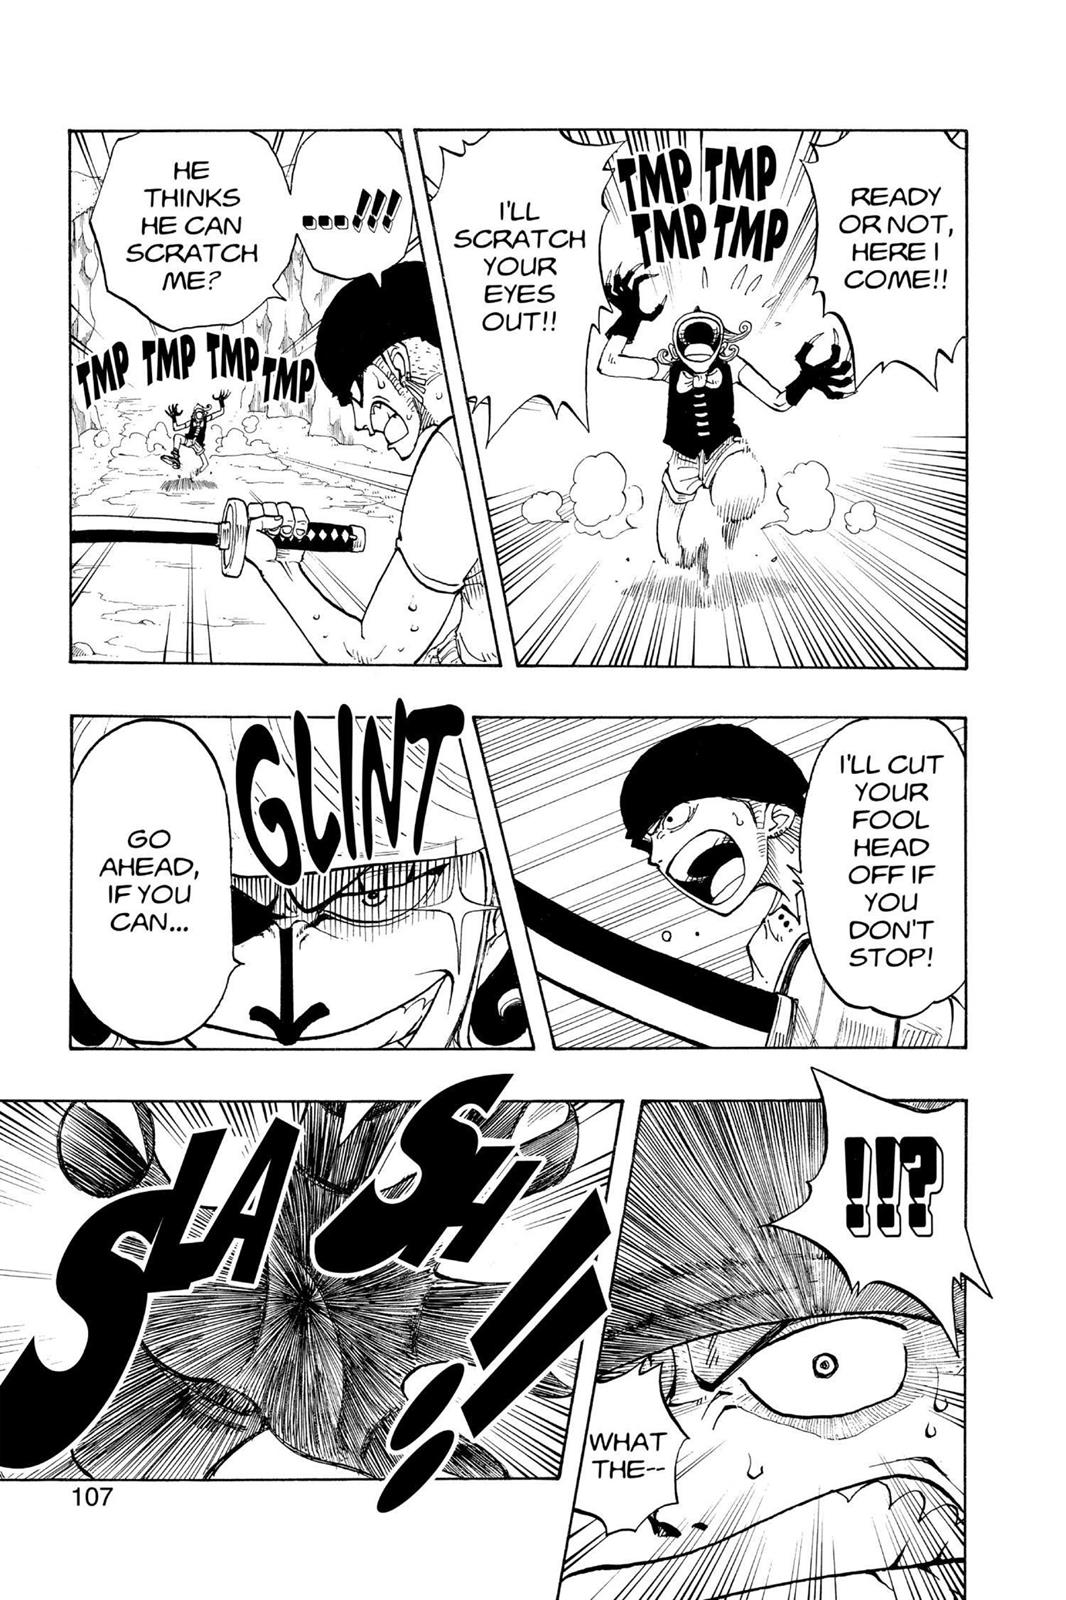 READY
OR NOT,
HERE I
COME!!
TMP TMP
TMP TMP
I'LL
SCRATCH
YOUR
EYES
OUT!!
....!!!
HE
THINKS
HE CAN
SCRATCH
ME?
TMP TMP TMP TMP
I'LL CUT
YOUR
FOOL
HEAD
OFF IF
YOU
DON'T
STOP!
GLINT
GO
AHEAD,
IF YOU
CAN...
!!?
WHAT
THE--
SLASH!!
107